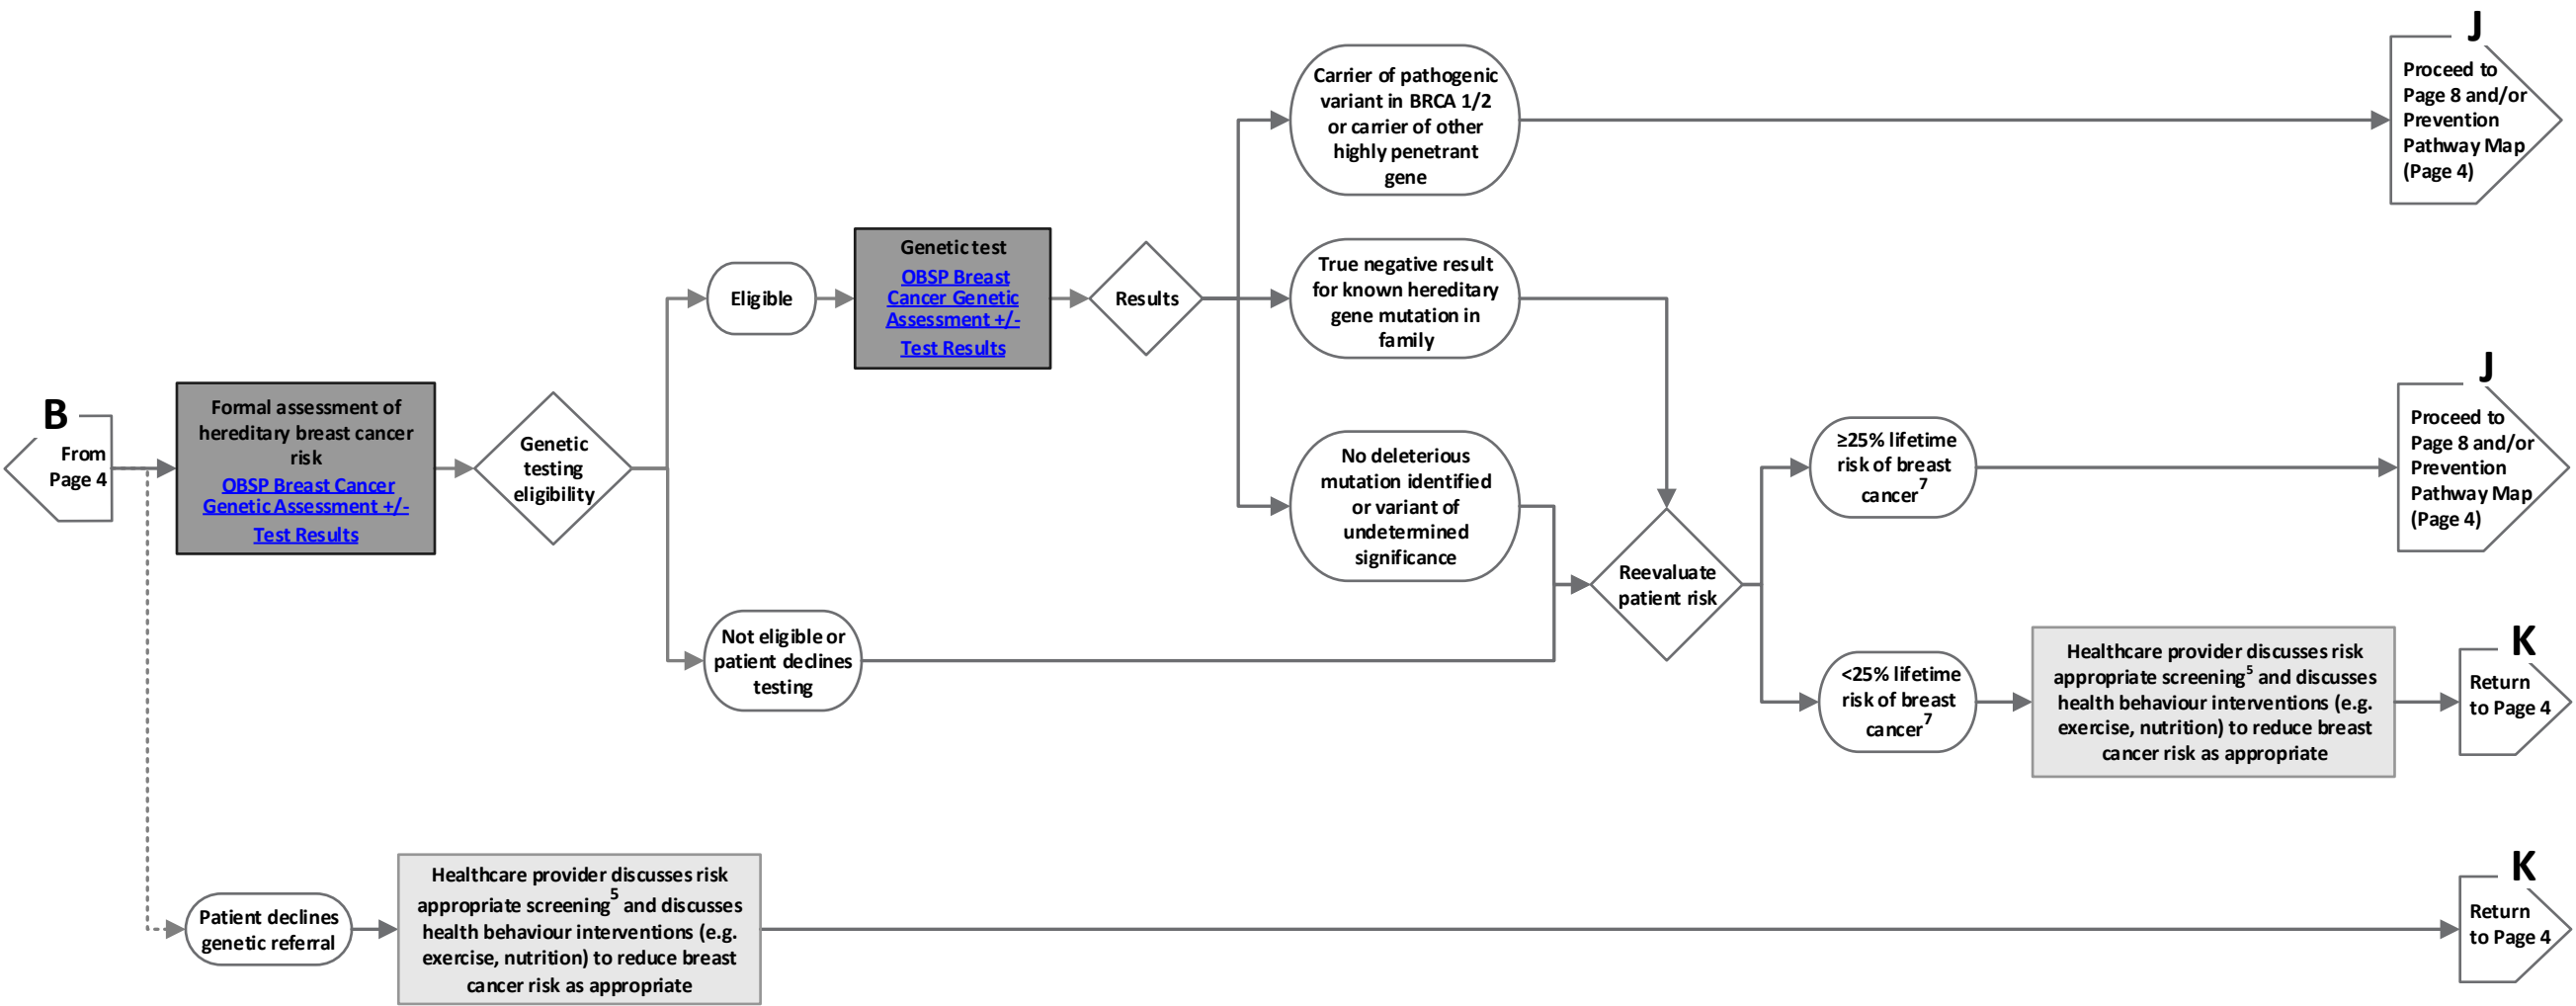 B
From
Page 4
Formal assessment of
hereditary breast cancer
risk
OBSP Breast Cancer
Genetic Assessment +/-
Test Results
Genetic
testing
eligibility
Eligible
Genetic test
OBSP Breast
Cancer Genetic
Assessment +/-
Test Results
Results
Carrier of pathogenic
variant in BRCA 1/2
or carrier of other
highly penetrant
gene
J
Proceed to
Page 8 and/or
Prevention
Pathway Map
(Page 4)
True negative result
for known hereditary
gene mutation in
family
No deleterious
mutation identified
or variant of
undetermined
significance
Not eligible or
patient declines
testing
Reevaluate
patient risk
≥25% lifetime
risk of breast
cancer7
J
Proceed to
Page 8 and/or
Prevention
Pathway Map
(Page 4)
<25% lifetime
risk of breast
cancer7
Healthcare provider discusses risk
appropriate screening5 and discusses
health behaviour interventions (e.g.
exercise, nutrition) to reduce breast
cancer risk as appropriate
K
Return
to Page 4
Patient declines
genetic referral
Healthcare provider discusses risk
appropriate screening5 and discusses
health behaviour interventions (e.g.
exercise, nutrition) to reduce breast
cancer risk as appropriate
K
Return
to Page 4